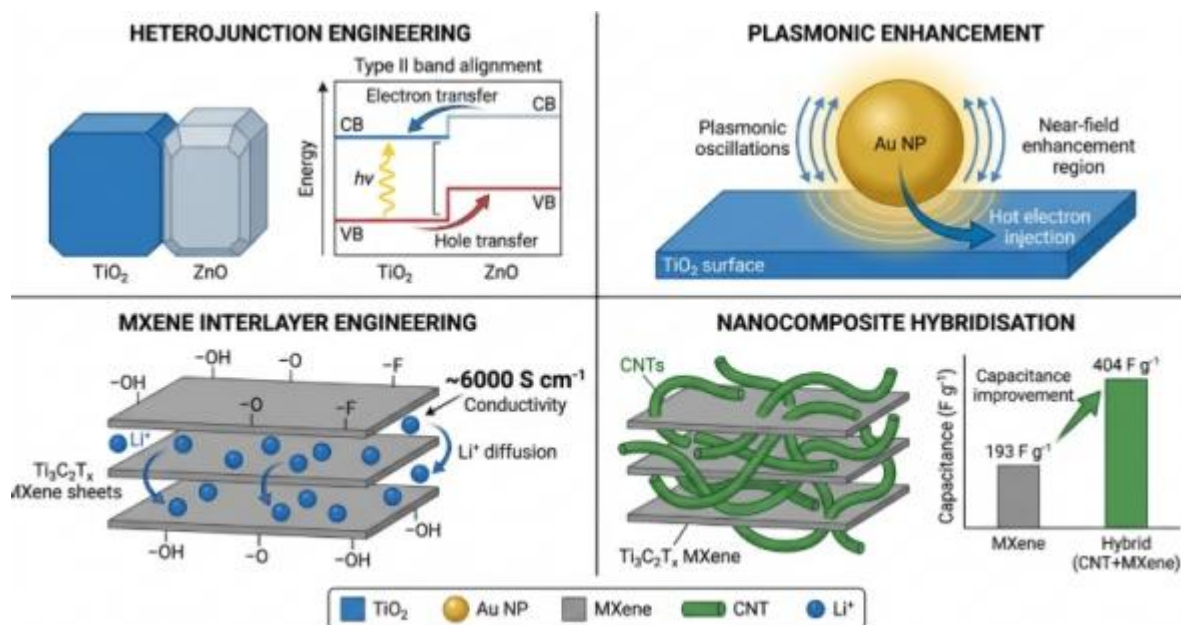 HETEROJUNCTION ENGINEERING
Type II band alignment
Electron transfer
CB
CB
Energy
hν
VB
VB
Hole transfer
TiO₂
ZnO
TiO₂
ZnO
PLASMONIC ENHANCEMENT
Plasmonic
oscillations
Au NP
Near-field
enhancement
region
Hot electron
injection
TiO₂ surface
MXENE INTERLAYER ENGINEERING
–OH
–OH
–O
–F
–O
–F
~6000 S cm⁻¹
Conductivity
Li⁺
Li⁺ diffusion
Ti₃C₂Tₓ
MXene sheets
–OH
–O
–OH
–OH
NANOCOMPOSITE HYBRIDISATION
CNTs
Ti₃C₂Tₓ MXene
Capacitance (F g⁻¹)
Capacitance
improvement
404 F g⁻¹
193 F g⁻¹
MXene
Hybrid
(CNT+MXene)
TiO₂
Au NP
MXene
CNT
Li⁺